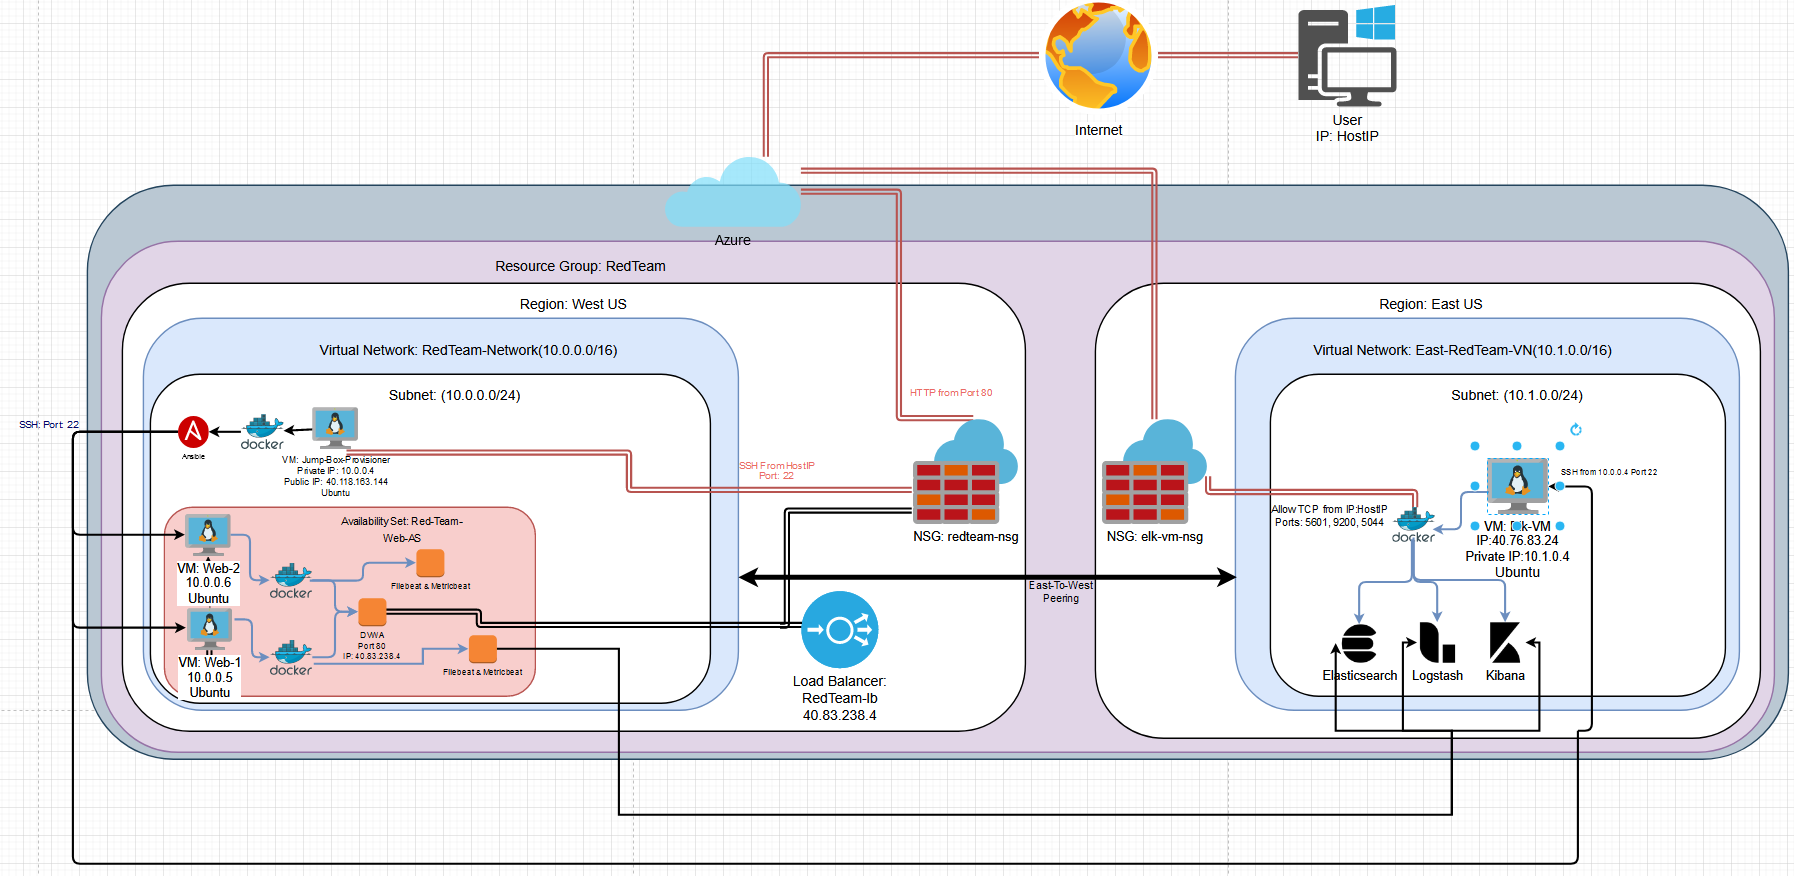 Internet
User
IP: HostIP
Azure
Resource Group: RedTeam
Region: West US
Virtual Network: RedTeam-Network(10.0.0.0/16)
Subnet: (10.0.0.0/24)
SSH: Port: 22
Ansible
docker
VM: Jump-Box-Provisioner
Private IP: 10.0.0.4
Public IP: 40.118.163.144
Ubuntu
SSH From HostIP
Port: 22
HTTP from Port 80
NSG: redteam-nsg
Availability Set: Red-Team-
Web-AS
VM: Web-2
10.0.0.6
Ubuntu
docker
Filebeat & Metricbeat
DVWA
Port 80
IP: 40.83.238.4
VM: Web-1
10.0.0.5
Ubuntu
docker
Filebeat & Metricbeat
Load Balancer:
RedTeam-lb
40.83.238.4
East-To-West
Peering
Region: East US
Virtual Network: East-RedTeam-VN(10.1.0.0/16)
Subnet: (10.1.0.0/24)
NSG: elk-vm-nsg
Allow TCP from IP:HostIP
Ports: 5601, 9200, 5044
docker
SSH from 10.0.0.4 Port 22
VM: Elk-VM
IP:40.76.83.24
Private IP:10.1.0.4
Ubuntu
Elasticsearch
Logstash
Kibana